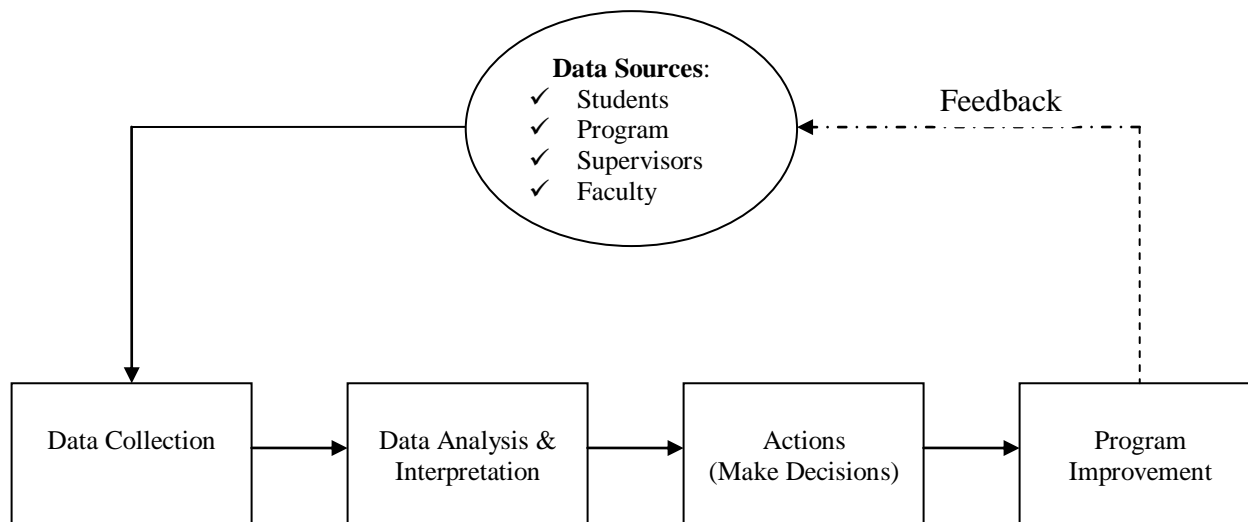 Data Sources:
✓ Students
✓ Program
✓ Supervisors
✓ Faculty
Feedback
Data Collection
Data Analysis &
Interpretation
Actions
(Make Decisions)
Program
Improvement